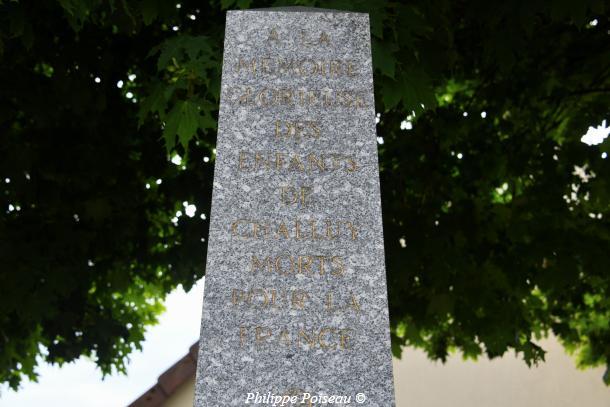 A LA
MEMOIRE
GLORIEUSE
DES
ENFANTS
DE
CHALLUY
MORTS
POUR LA
FRANCE
Philippe Poiseau ©